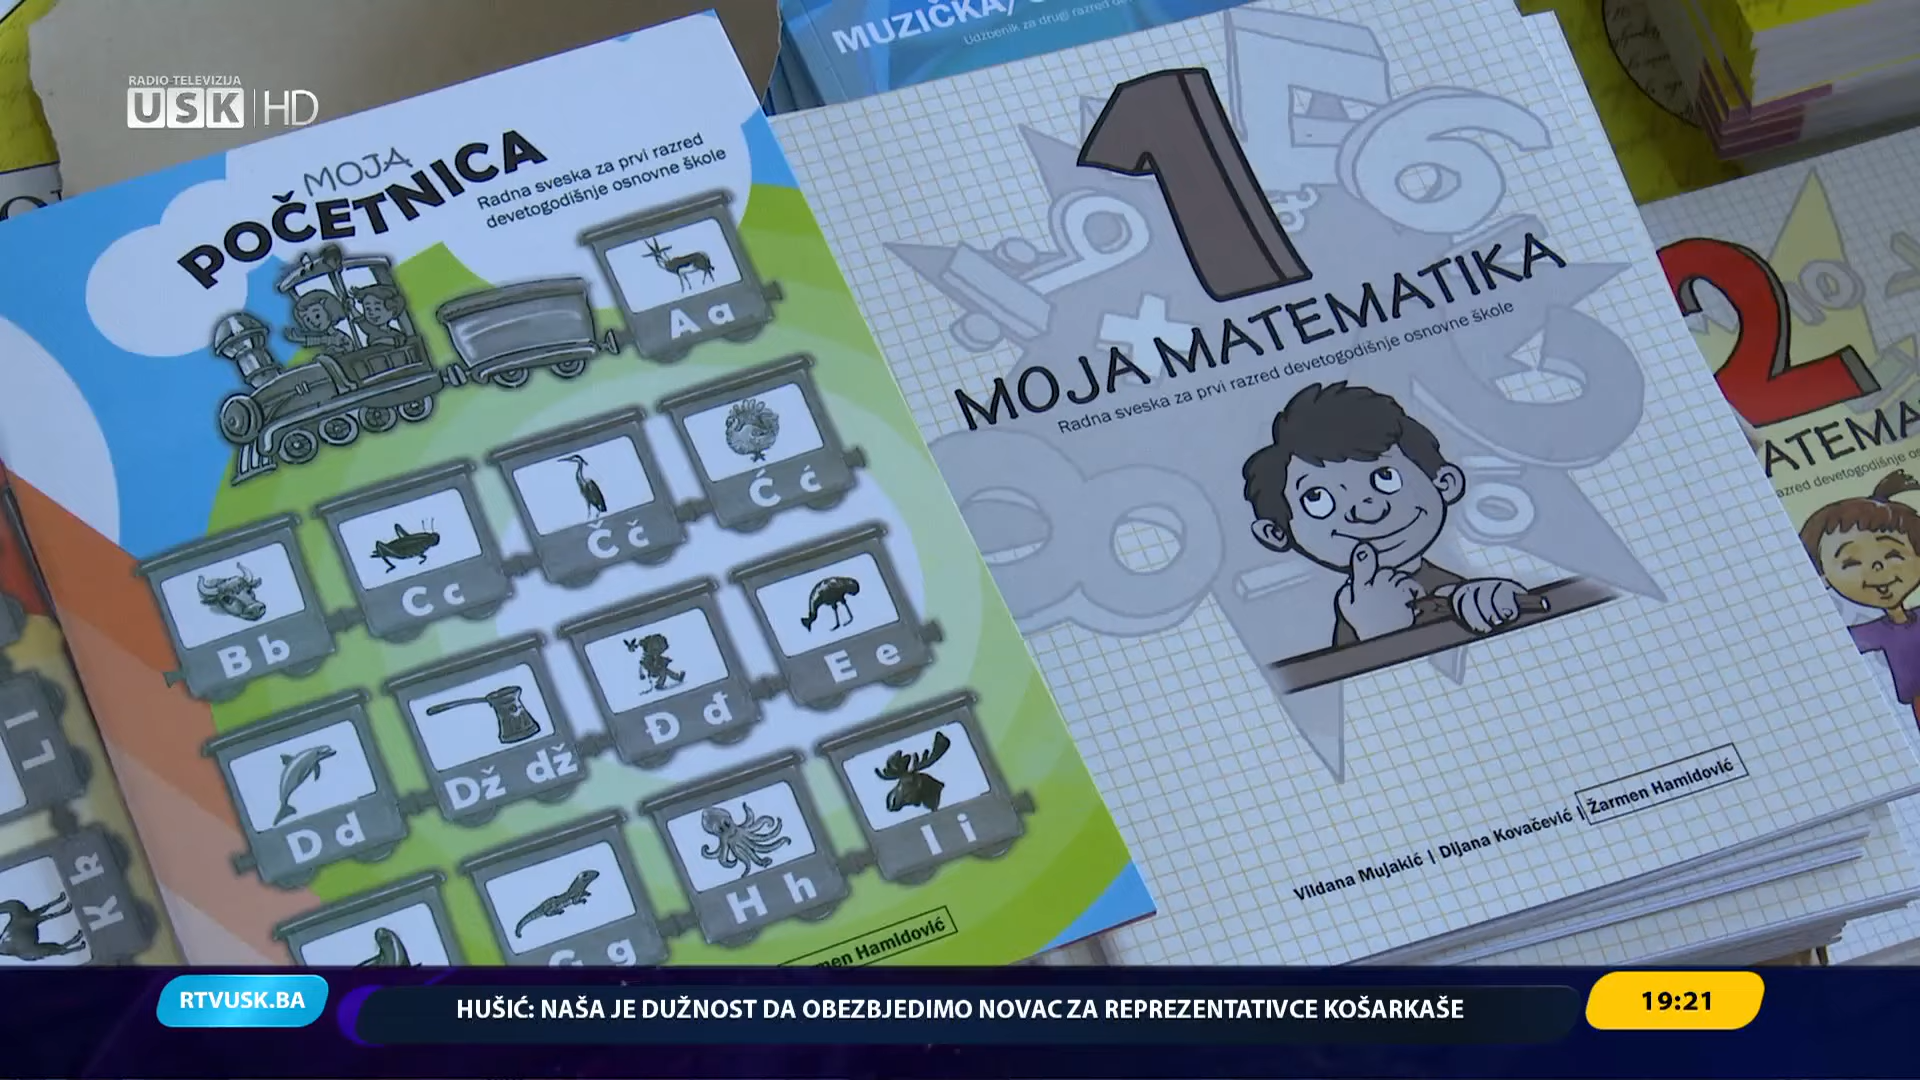 RADIO TELEVIZIJA
USK HD
MUZIČKA
Udžbenik za drugi razred
MOJA
POČETNICA
Radna sveska za prvi razred
devetogodišnje osnovne škole
A a
B b
C c
Č č
Ć ć
D d
Dž dž
Đ đ
E e
G g
H h
I i
L l
K k
Hamidović
1
MOJA MATEMATIKA
Radna sveska za prvi razred devetogodišnje osnovne škole
Vildana Mujakić | Dijana Kovačević | Žarmen Hamidović
2
razred devetogodišnje
RTVUSK.BA
HUŠIĆ: NAŠA JE DUŽNOST DA OBEZBJEDIMO NOVAC ZA REPREZENTATIVCE KOŠARKAŠE
19:21